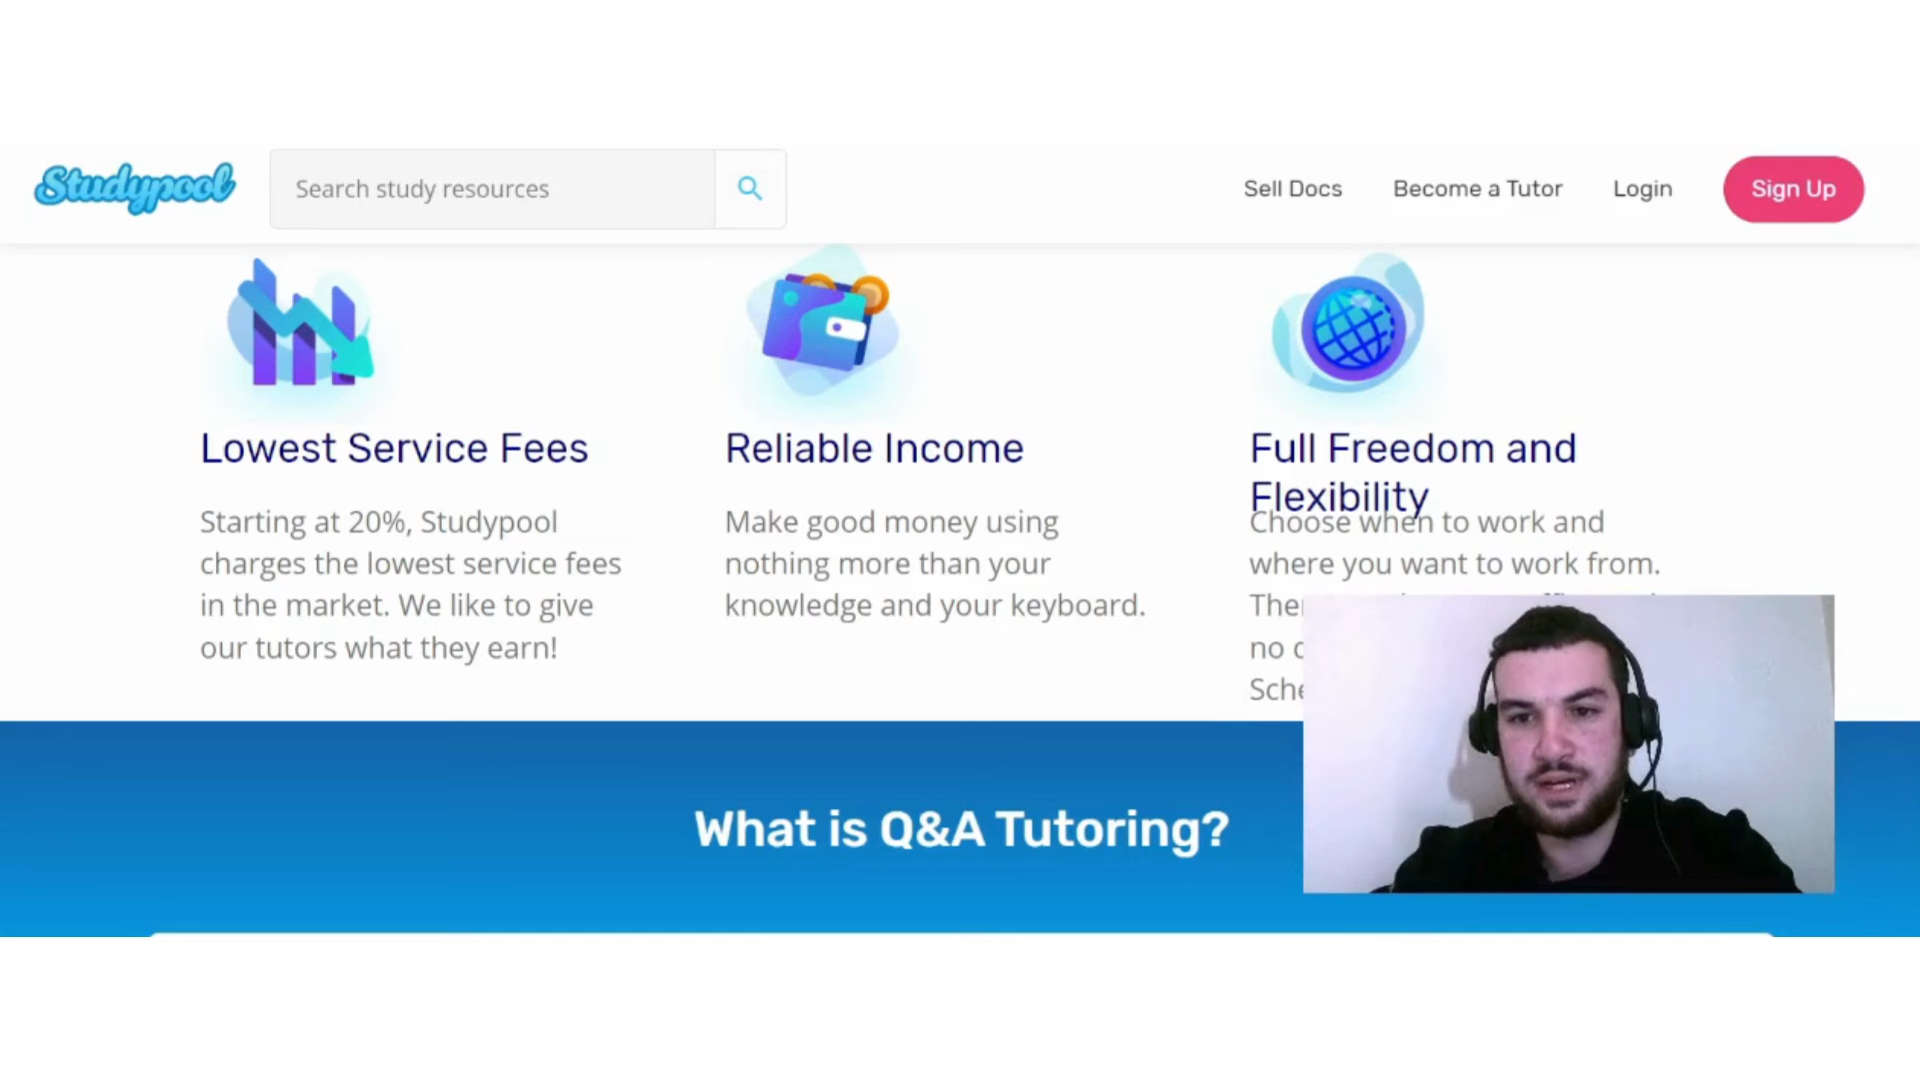 Studypool
Search study resources
Sell Docs
Become a Tutor
Login
Sign Up
Lowest Service Fees
Starting at 20%, Studypool
charges the lowest service fees
in the market. We like to give
our tutors what they earn!
Reliable Income
Make good money using
nothing more than your
knowledge and your keyboard.
Full Freedom and
Flexibility
Choose when to work and
where you want to work from.
no
What is Q&A Tutoring?